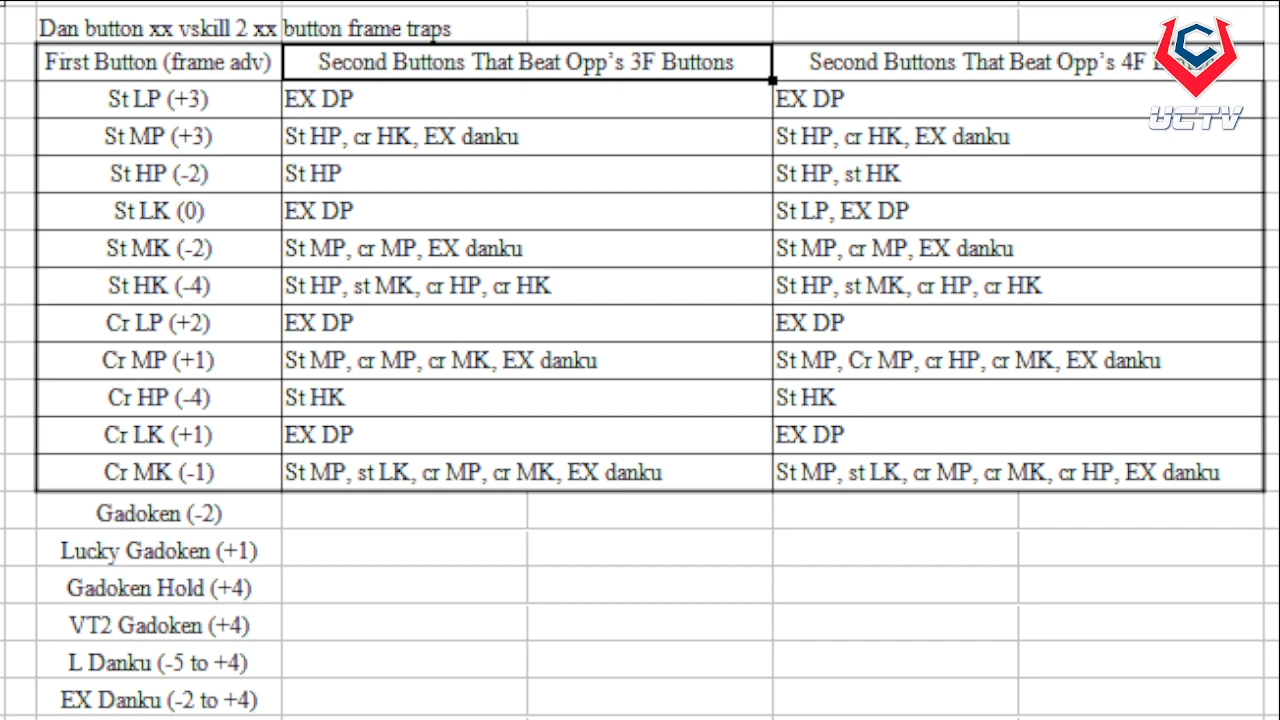 Dan button xx vskill 2 xx button frame traps
First Button (frame adv) Second Buttons That Beat Opp’s 3F Buttons Second Buttons That Beat Opp’s 4F
St LP (+3) EX DP EX DP
St MP (+3) St HP, cr HK, EX danku St HP, cr HK, EX danku
St HP (-2) St HP St HP, st HK
St LK (0) EX DP St LP, EX DP
St MK (-2) St MP, cr MP, EX danku St MP, cr MP, EX danku
St HK (-4) St HP, st MK, cr HP, cr HK St HP, st MK, cr HP, cr HK
Cr LP (+2) EX DP EX DP
Cr MP (+1) St MP, cr MP, cr MK, EX danku St MP, Cr MP, cr HP, cr MK, EX danku
Cr HP (-4) St HK St HK
Cr LK (+1) EX DP EX DP
Cr MK (-1) St MP, st LK, cr MP, cr MK, EX danku St MP, st LK, cr MP, cr MK, cr HP, EX danku
Gadoken (-2)
Lucky Gadoken (+1)
Gadoken Hold (+4)
VT2 Gadoken (+4)
L Danku (-5 to +4)
EX Danku (-2 to +4)
UCTV